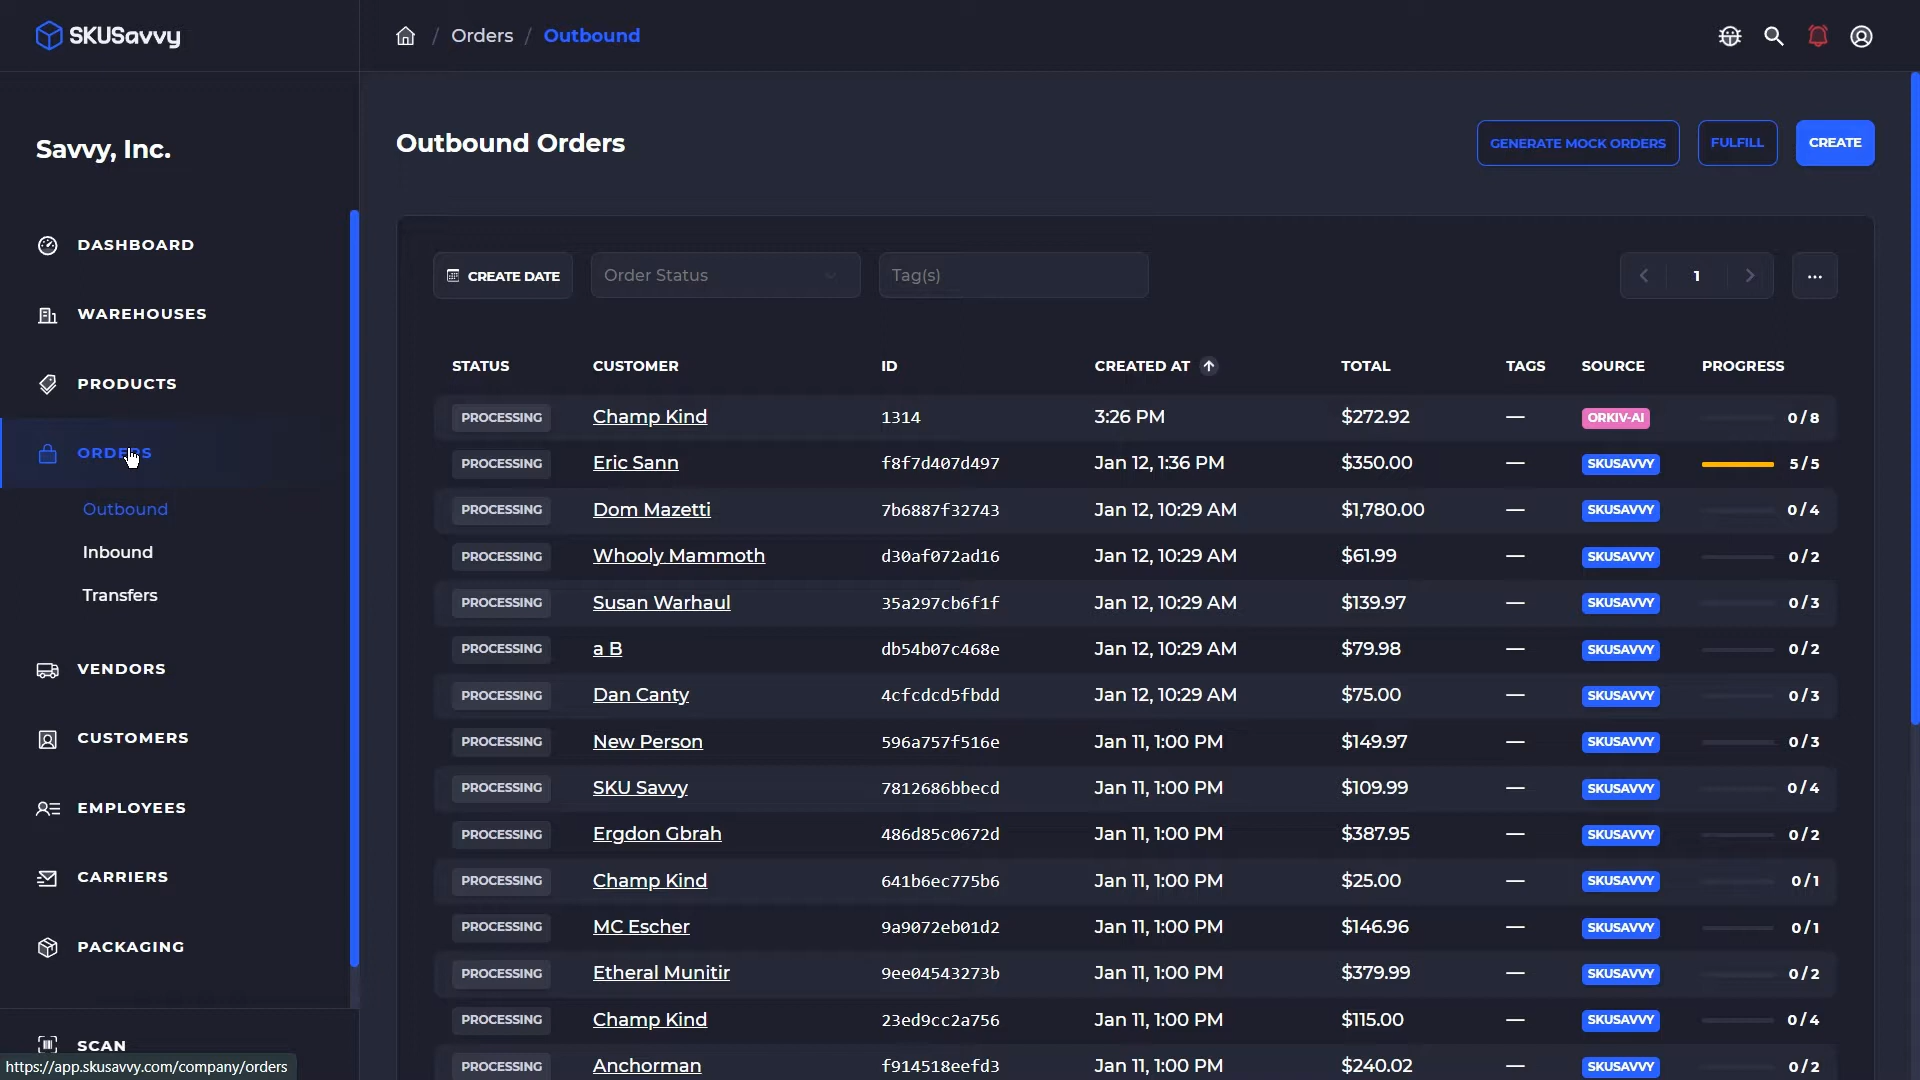 SKUSavvy
/ Orders / Outbound
Savvy, Inc.
DASHBOARD
WAREHOUSES
PRODUCTS
ORDERS
Outbound
Inbound
Transfers
VENDORS
CUSTOMERS
EMPLOYEES
CARRIERS
PACKAGING
SCAN
https://app.skusavvy.com/company/orders
Outbound Orders
GENERATE MOCK ORDERS FULFILL CREATE
CREATE DATE Order Status Tag(s) 1 ...
STATUS CUSTOMER ID CREATED AT TOTAL TAGS SOURCE PROGRESS
PROCESSING Champ Kind 1314 3:26 PM $272.92 — ORKIV-AI 0 / 8
PROCESSING Eric Sann f8f7d407d497 Jan 12, 1:36 PM $350.00 — SKUSAVVY 5 / 5
PROCESSING Dom Mazetti 7b6887f32743 Jan 12, 10:29 AM $1,780.00 — SKUSAVVY 0 / 4
PROCESSING Whooly Mammoth d30af072ad16 Jan 12, 10:29 AM $61.99 — SKUSAVVY 0 / 2
PROCESSING Susan Warhaul 35a297cb6f1f Jan 12, 10:29 AM $139.97 — SKUSAVVY 0 / 3
PROCESSING a B db54b07c468e Jan 12, 10:29 AM $79.98 — SKUSAVVY 0 / 2
PROCESSING Dan Canty 4cfcdcd5fbdd Jan 12, 10:29 AM $75.00 — SKUSAVVY 0 / 3
PROCESSING New Person 596a757f516e Jan 11, 1:00 PM $149.97 — SKUSAVVY 0 / 3
PROCESSING SKU Savvy 7812686bbecd Jan 11, 1:00 PM $109.99 — SKUSAVVY 0 / 4
PROCESSING Ergdon Gbrah 486d85c0672d Jan 11, 1:00 PM $387.95 — SKUSAVVY 0 / 2
PROCESSING Champ Kind 641b6ec775b6 Jan 11, 1:00 PM $25.00 — SKUSAVVY 0 / 1
PROCESSING MC Escher 9a9072eb01d2 Jan 11, 1:00 PM $146.96 — SKUSAVVY 0 / 1
PROCESSING Etheral Munitir 9ee04543273b Jan 11, 1:00 PM $379.99 — SKUSAVVY 0 / 2
PROCESSING Champ Kind 23ed9cc2a756 Jan 11, 1:00 PM $115.00 — SKUSAVVY 0 / 4
PROCESSING Anchorman f914518eefd3 Jan 11, 1:00 PM $240.02 — SKUSAVVY 0 / 2